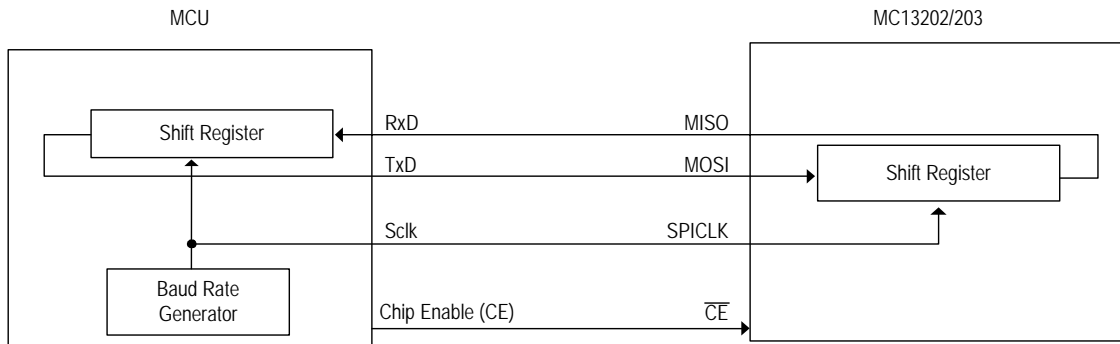 MCU
MC13202/203
Shift Register
RxD
MISO
TxD
MOSI
Shift Register
Sclk
SPICLK
Baud Rate
Generator
Chip Enable (CE)
C̅E̅